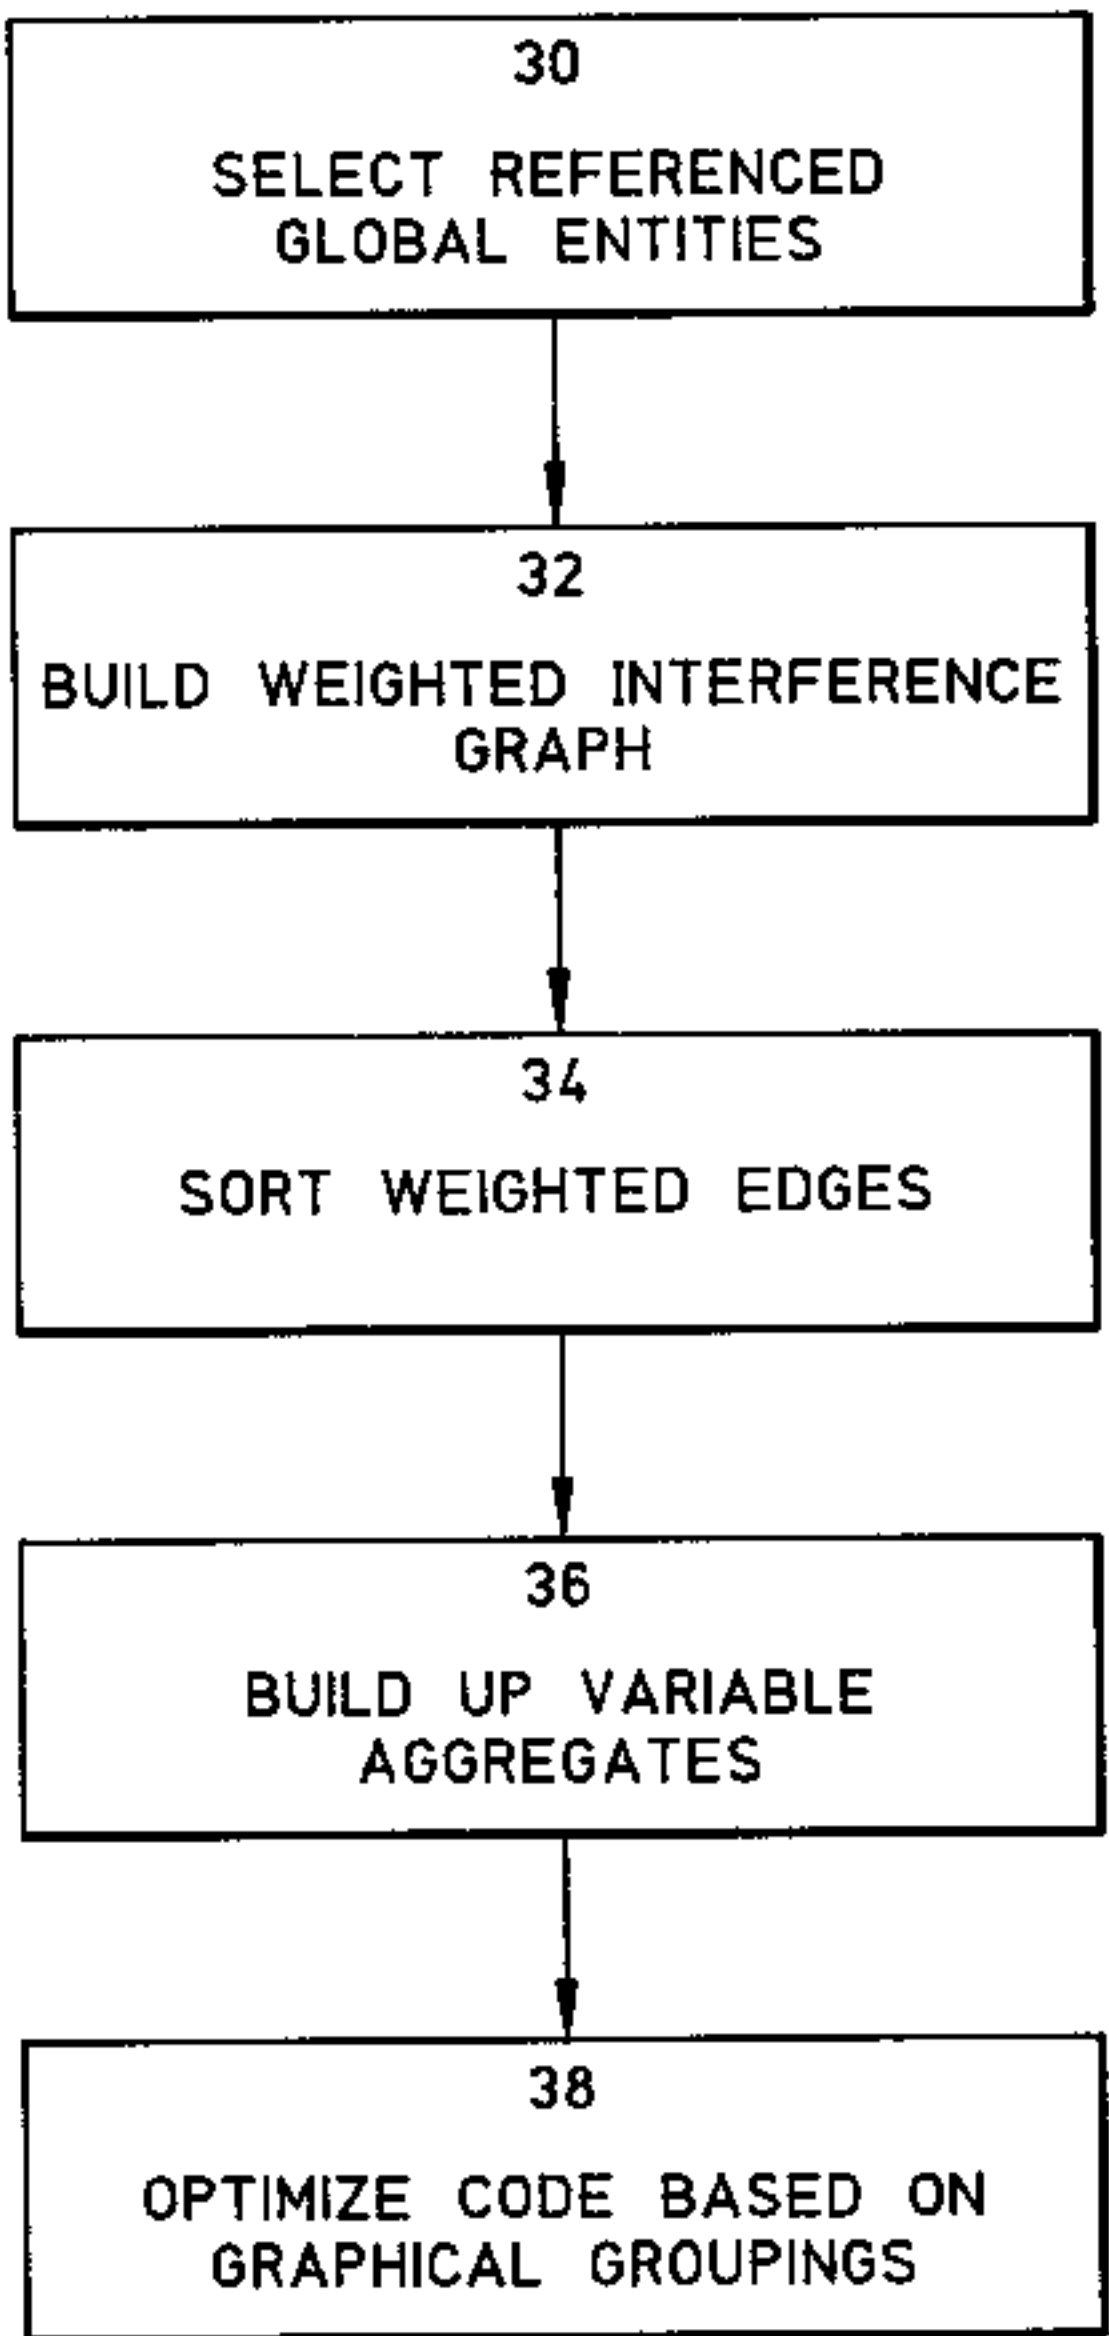 30
SELECT REFERENCED
GLOBAL ENTITIES
32
BUILD WEIGHTED INTERFERENCE
GRAPH
34
SORT WEIGHTED EDGES
36
BUILD UP VARIABLE
AGGREGATES
38
OPTIMIZE CODE BASED ON
GRAPHICAL GROUPINGS